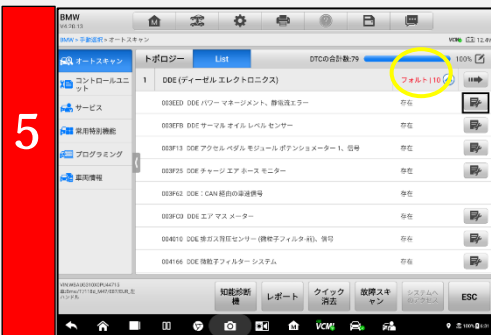 BMW
V4.10.13
BMW > 手動選択 > オートスキャン
VCMI 12.4V
5
オートスキャン
コントロールユニット
サービス
常用特別機能
プログラミング
車両情報
トポロジー List DTCの合計数:79 100%
1 DDE (ディーゼル エレクトロニクス) フォルト | 10
003EED DDE パワー マネージメント、静電流エラー 存在
003EFB DDE サーマル オイル レベル センサー 存在
003F13 DDE アクセル ペダル モジュール ポテンショメーター 1、信号 存在
003F25 DDE チャージ エア ホース モニター 存在
003F62 DDE : CAN 経由の車速信号 存在
003FC0 DDE エア マス メーター 存在
004010 DDE 排ガス背圧センサー (微粒子フィルター前)、信号 存在
004166 DDE 微粒子フィルター システム 存在
知能診断機
レポート
クイック消去
故障スキャン
ESC
VCMI